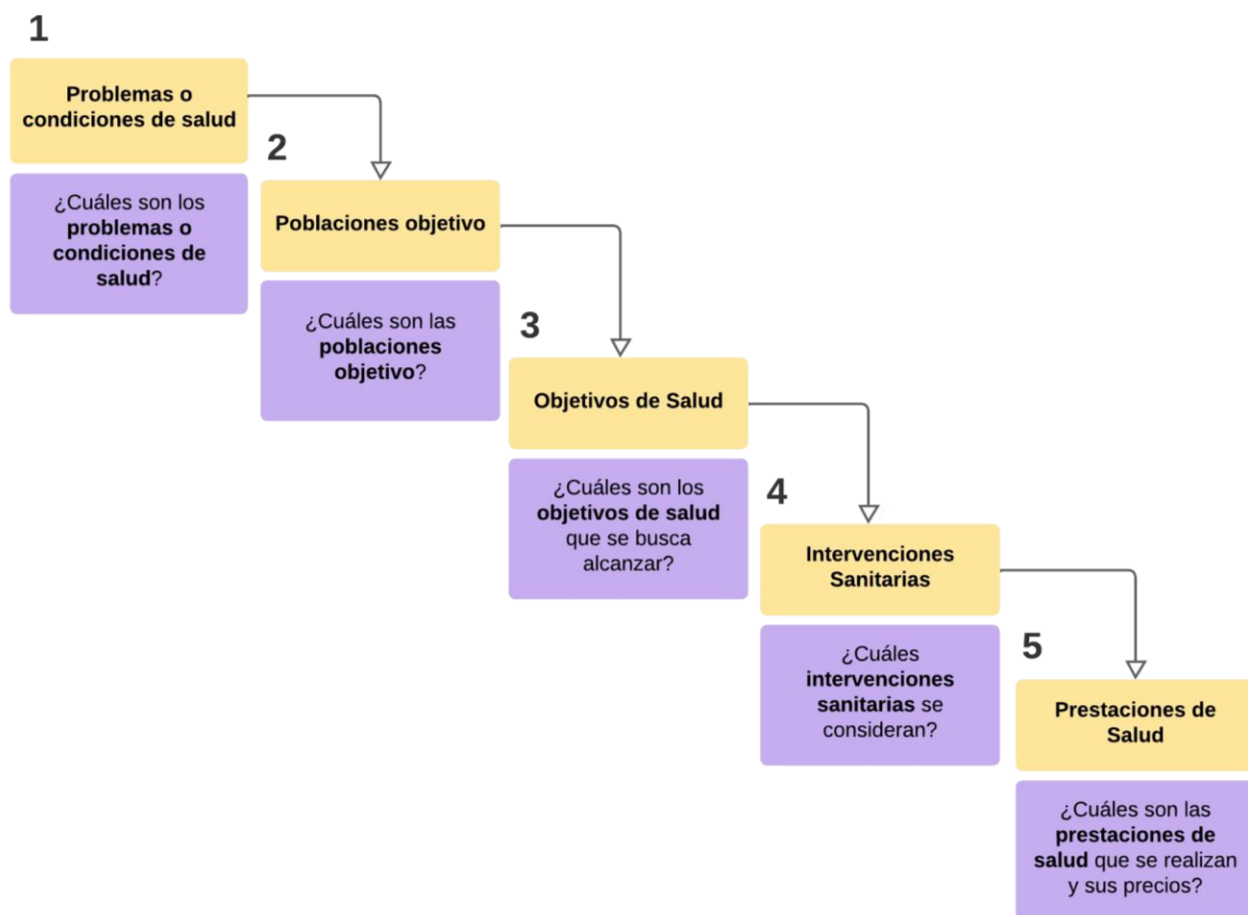 1
Problemas o
condiciones de salud
¿Cuáles son los
problemas o
condiciones de
salud?
2
Poblaciones objetivo
¿Cuáles son las
poblaciones
objetivo?
3
Objetivos de Salud
¿Cuáles son los
objetivos de salud
que se busca
alcanzar?
4
Intervenciones
Sanitarias
¿Cuáles
intervenciones
sanitarias se
consideran?
5
Prestaciones de
Salud
¿Cuáles son las
prestaciones de
salud que se realizan
y sus precios?